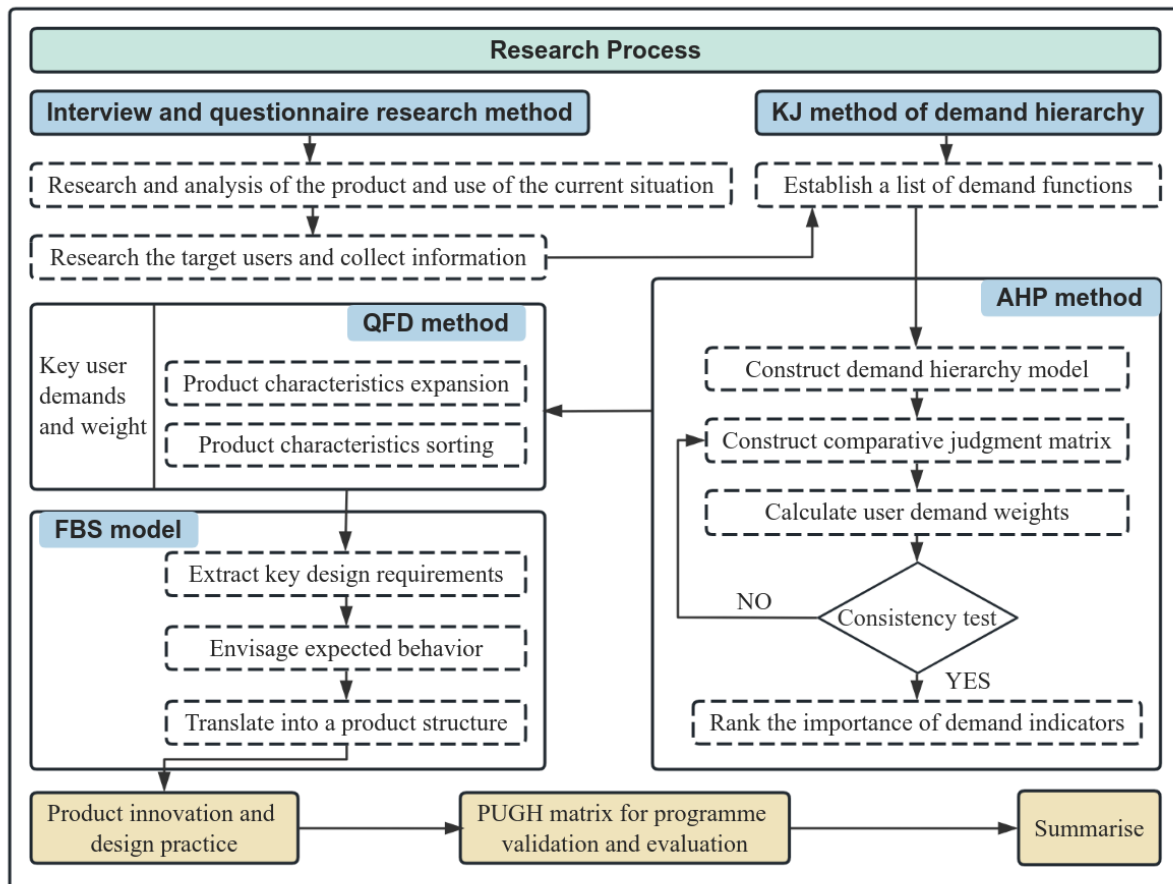 Research Process
Interview and questionnaire research method
KJ method of demand hierarchy
Research and analysis of the product and use of the current situation
Establish a list of demand functions
Research the target users and collect information
AHP method
Construct demand hierarchy model
Construct comparative judgment matrix
Calculate user demand weights
Consistency test
NO
YES
Rank the importance of demand indicators
QFD method
Key user
demands
and weight
Product characteristics expansion
Product characteristics sorting
FBS model
Extract key design requirements
Envisage expected behavior
Translate into a product structure
Product innovation and
design practice
PUGH matrix for programme
validation and evaluation
Summarise